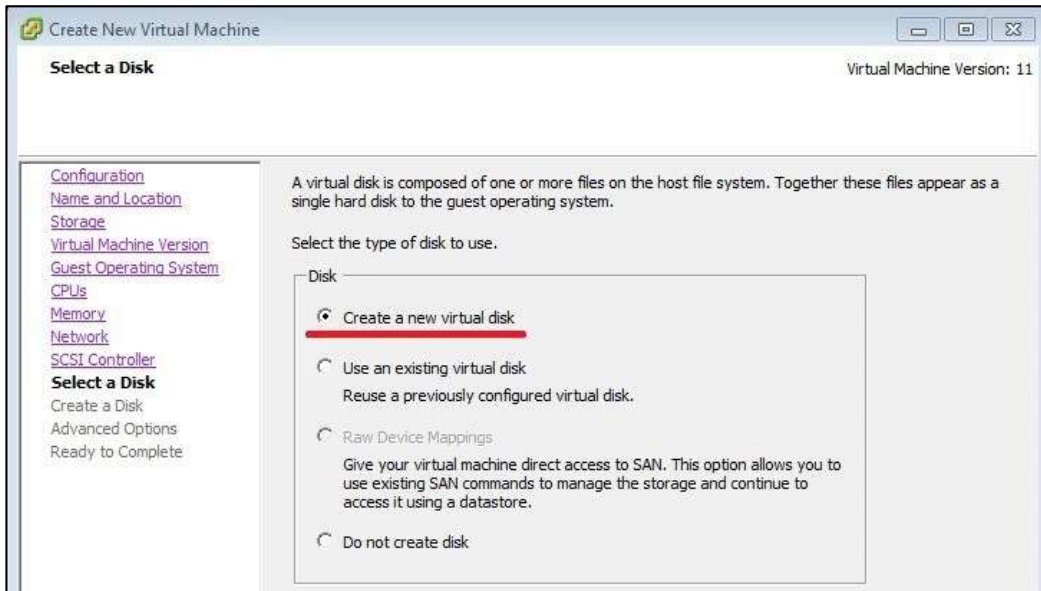 Create New Virtual Machine
Select a Disk
Virtual Machine Version: 11
Configuration
Name and Location
Storage
Virtual Machine Version
Guest Operating System
CPUs
Memory
Network
SCSI Controller
Select a Disk
Create a Disk
Advanced Options
Ready to Complete
A virtual disk is composed of one or more files on the host file system. Together these files appear as a
single hard disk to the guest operating system.
Select the type of disk to use.
Disk
Create a new virtual disk
Use an existing virtual disk
Reuse a previously configured virtual disk.
Raw Device Mappings
Give your virtual machine direct access to SAN. This option allows you to
use existing SAN commands to manage the storage and continue to
access it using a datastore.
Do not create disk